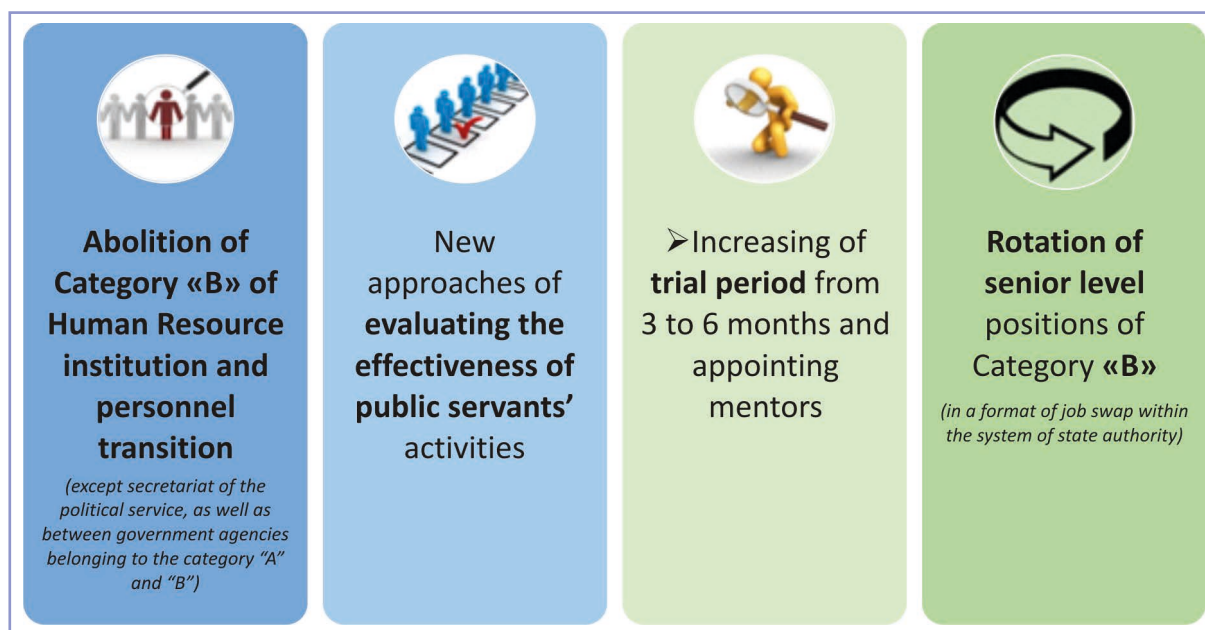 Abolition of
Category «B» of
Human Resource
institution and
personnel
transition
(except secretariat of the
political service, as well as
between government agencies
belonging to the category “A”
and “B”)
New
approaches of
evaluating the
effectiveness of
public servants’
activities
➢Increasing of
trial period from
3 to 6 months and
appointing
mentors
Rotation of
senior level
positions of
Category «B»
(in a format of job swap within
the system of state authority)